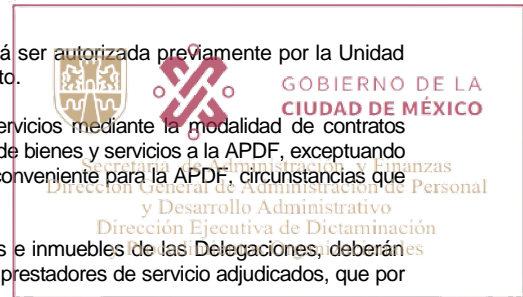 á ser autorizada previamente por la Unidad
to.
GOBIERNO DE LA
CIUDAD DE MÉXICO
ervicios mediante la modalidad de contratos
de bienes y servicios a la APDF, exceptuando
Secretaría de Administración y Finanzas
conveniente para la APDF, circunstancias que
Dirección General de Administración de Personal
y Desarrollo Administrativo
Dirección Ejecutiva de Dictaminación
s e inmuebles de las Delegaciones, deberán
prestadores de servicio adjudicados, que por